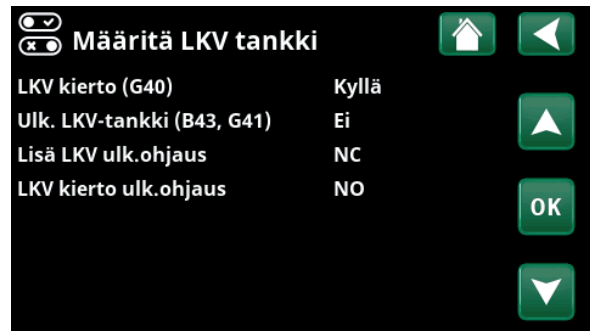 Määritä LKV tankki
LKV kierto (G40) Kyllä
Ulk. LKV-tankki (B43, G41) Ei
Lisä LKV ulk.ohjaus NC
LKV kierto ulk.ohjaus NO
OK